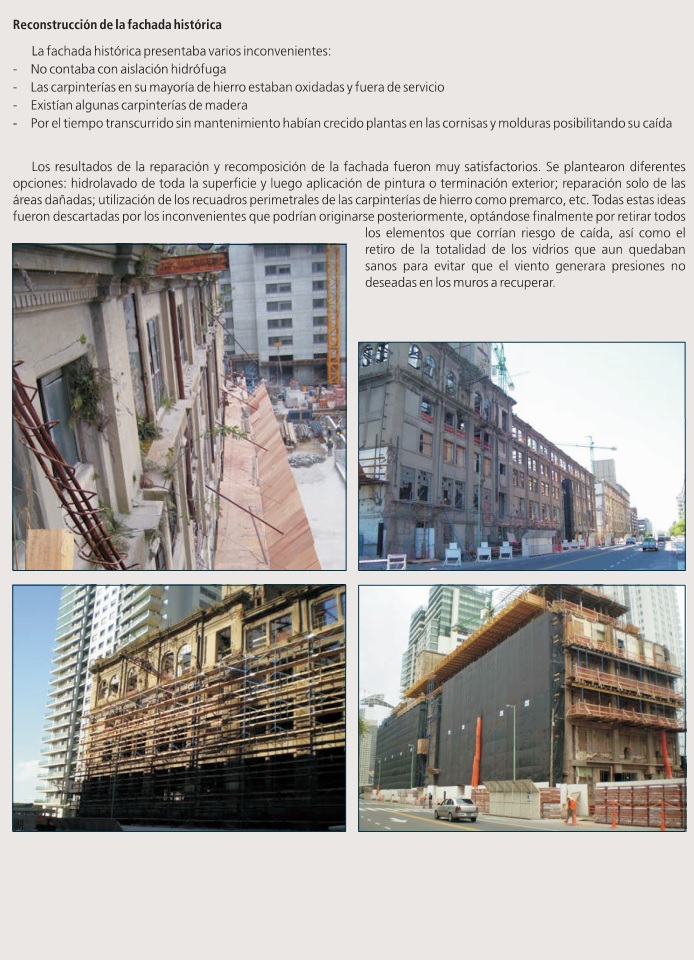 Reconstrucción de la fachada histórica
La fachada histórica presentaba varios inconvenientes:
- No contaba con aislación hidrófuga
- Las carpinterías en su mayoría de hierro estaban oxidadas y fuera de servicio
- Existían algunas carpinterías de madera
- Por el tiempo transcurrido sin mantenimiento habían crecido plantas en las cornisas y molduras posibilitando su caída
Los resultados de la reparación y recomposición de la fachada fueron muy satisfactorios. Se plantearon diferentes
opciones: hidrolavado de toda la superficie y luego aplicación de pintura o terminación exterior; reparación solo de las
áreas dañadas; utilización de los recuadros perimetrales de las carpinterías de hierro como premarco, etc. Todas estas ideas
fueron descartadas por los inconvenientes que podrían originarse posteriormente, optándose finalmente por retirar todos
los elementos que corrían riesgo de caída, así como el
retiro de la totalidad de los vidrios que aun quedaban
sanos para evitar que el viento generara presiones no
deseadas en los muros a recuperar.